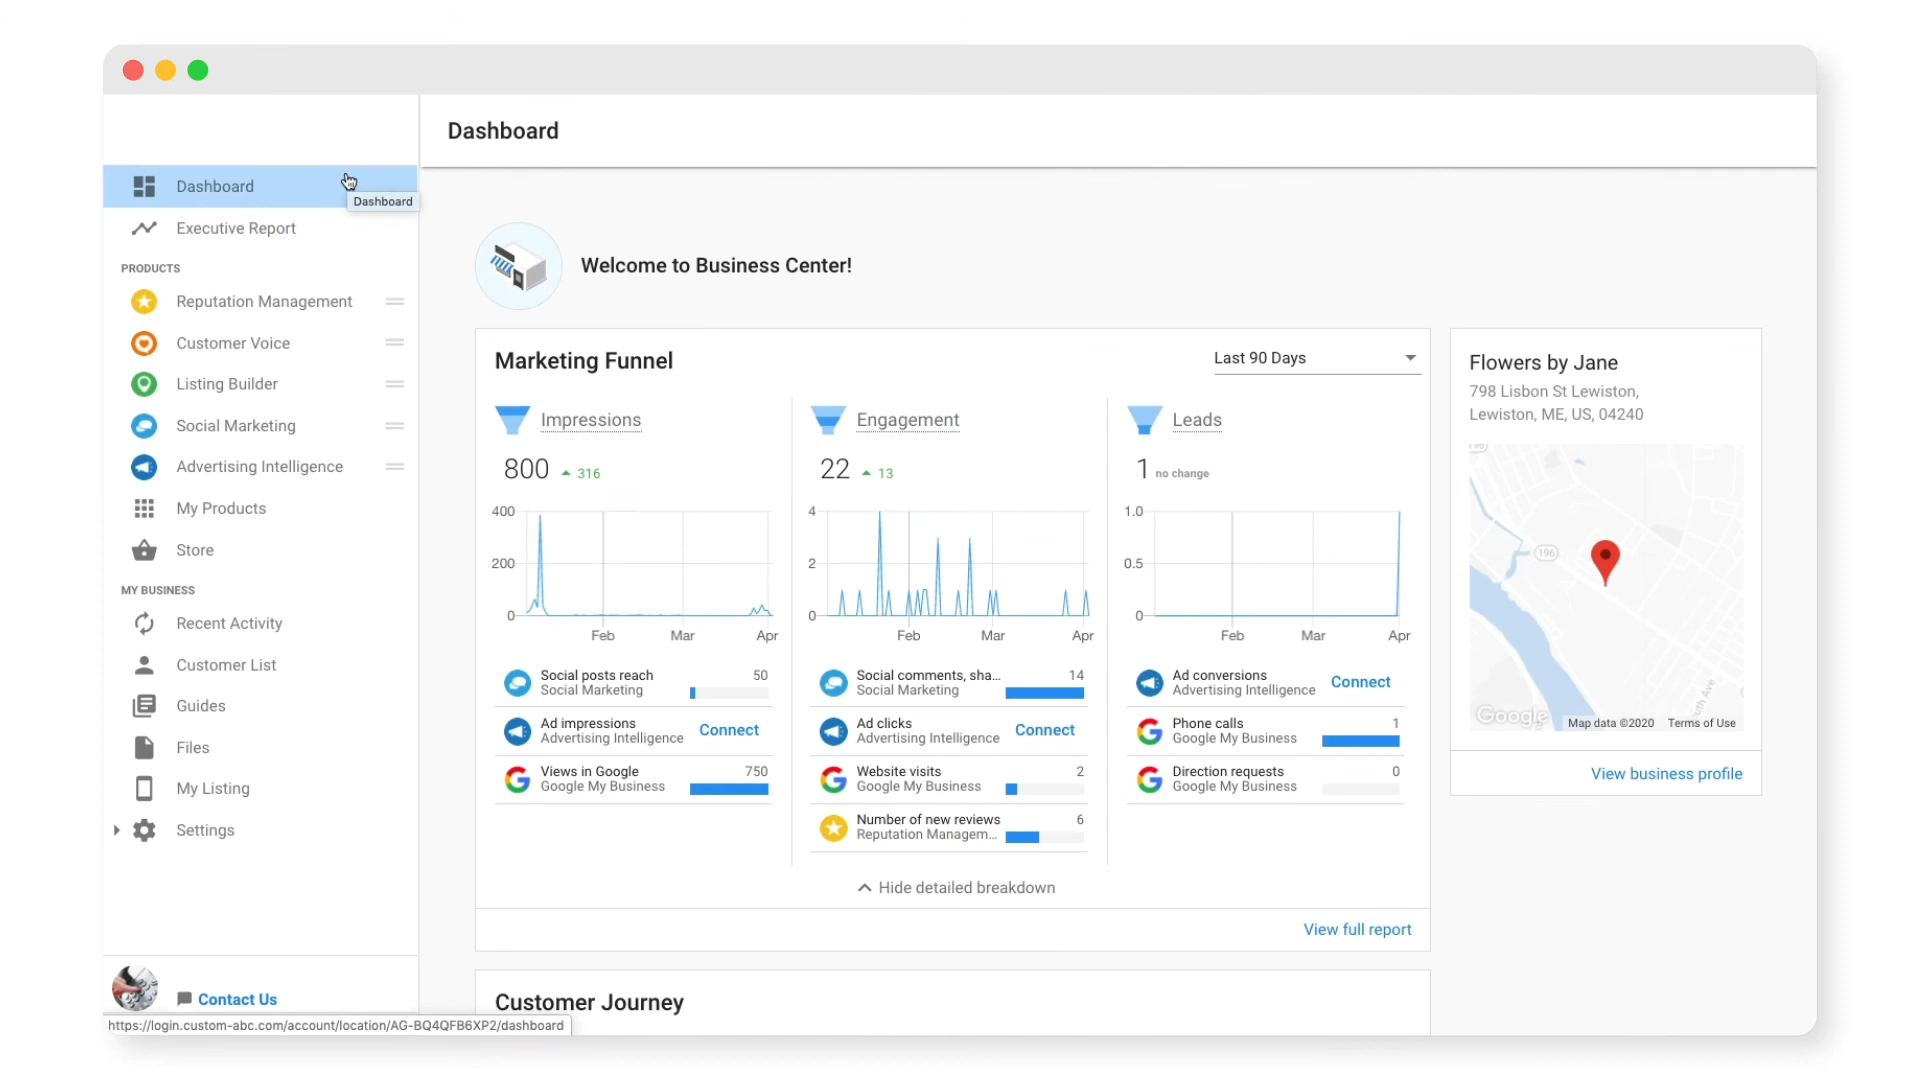 Dashboard
Dashboard
Dashboard
Executive Report
PRODUCTS
Reputation Management
Customer Voice
Listing Builder
Social Marketing
Advertising Intelligence
My Products
Store
MY BUSINESS
Recent Activity
Customer List
Guides
Files
My Listing
Settings
Contact Us
https://login.custom-abc.com/account/location/AG-BQ4QFB6XP2/dashboard
Welcome to Business Center!
Marketing Funnel
Last 90 Days
Impressions
800 316
400
200
0
Feb Mar Apr
Social posts reach 50
Social Marketing
Ad impressions
Advertising Intelligence
Connect
Views in Google 750
Google My Business
Engagement
22 13
4
2
0
Feb Mar Apr
Social comments, sha... 14
Social Marketing
Ad clicks
Advertising Intelligence
Connect
Website visits 2
Google My Business
Number of new reviews 6
Reputation Managem...
Leads
1 no change
1.0
0.5
0
Feb Mar Apr
Ad conversions
Advertising Intelligence
Connect
Phone calls 1
Google My Business
Direction requests 0
Google My Business
Hide detailed breakdown
View full report
Customer Journey
Flowers by Jane
798 Lisbon St Lewiston,
Lewiston, ME, US, 04240
196
Google
Map data ©2020 Terms of Use
View business profile